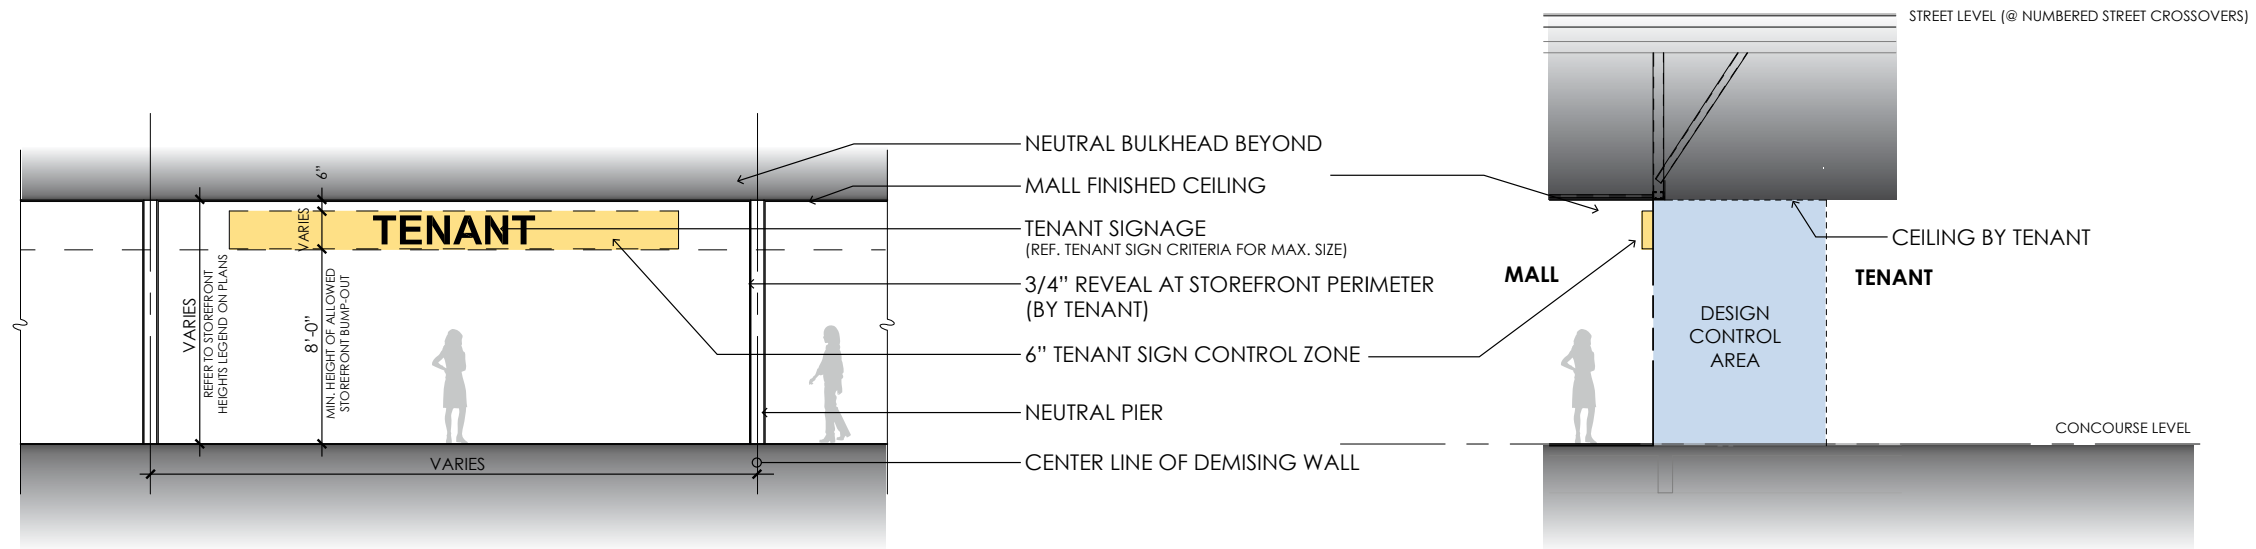 STREET LEVEL (@ NUMBERED STREET CROSSOVERS)
6”
VARIES
TENANT
VARIES
REFER TO STOREFRONT
HEIGHTS LEGEND ON PLANS
8’-0”
MIN. HEIGHT OF ALLOWED
STOREFRONT BUMP-OUT
VARIES
NEUTRAL BULKHEAD BEYOND
MALL FINISHED CEILING
TENANT SIGNAGE
(REF. TENANT SIGN CRITERIA FOR MAX. SIZE)
3/4” REVEAL AT STOREFRONT PERIMETER
(BY TENANT)
6” TENANT SIGN CONTROL ZONE
NEUTRAL PIER
CENTER LINE OF DEMISING WALL
MALL
CEILING BY TENANT
TENANT
DESIGN
CONTROL
AREA
CONCOURSE LEVEL